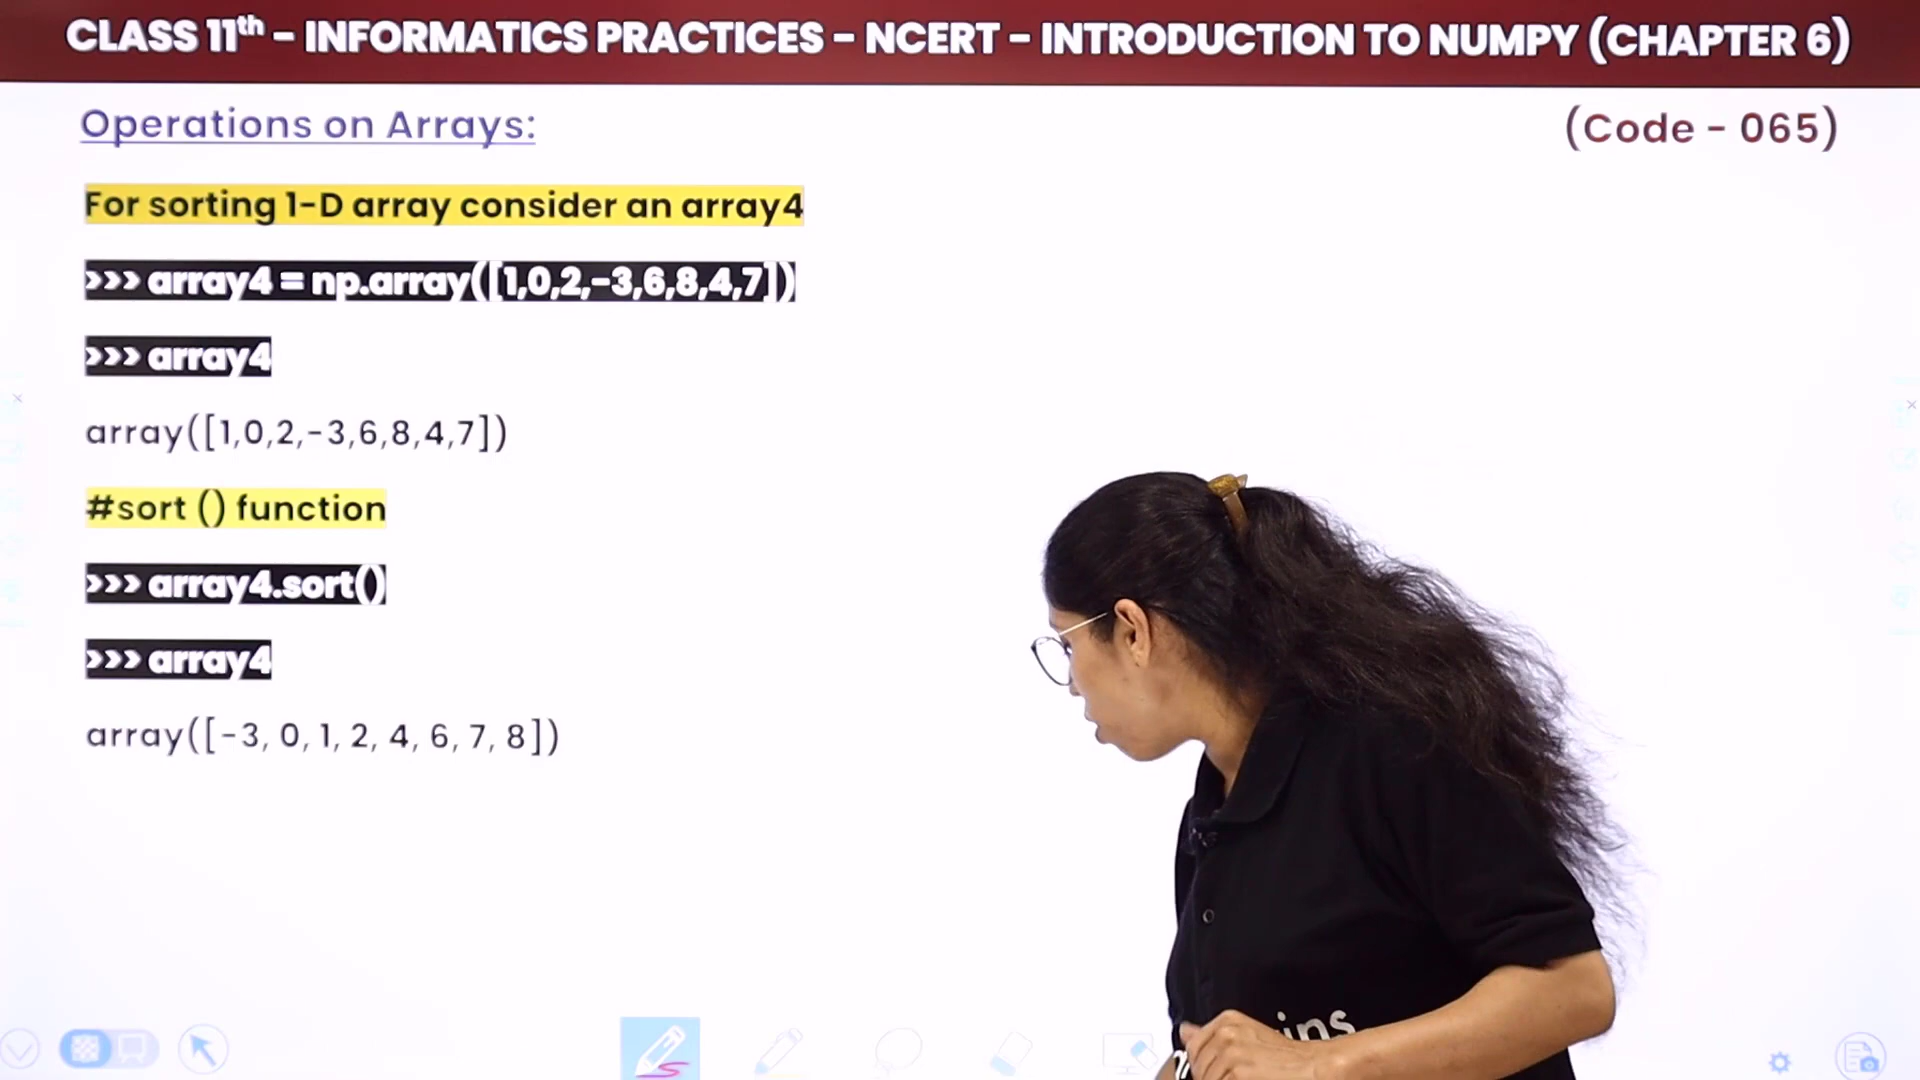 CLASS 11th – INFORMATICS PRACTICES – NCERT – INTRODUCTION TO NUMPY (CHAPTER 6)
Operations on Arrays:
(Code - 065)
For sorting 1-D array consider an array4
>>> array4 = np.array([1,0,2,-3,6,8,4,7])
>>> array4
array([1,0,2,-3,6,8,4,7])
#sort () function
>>> array4.sort()
>>> array4
array([-3, 0, 1, 2, 4, 6, 7, 8])